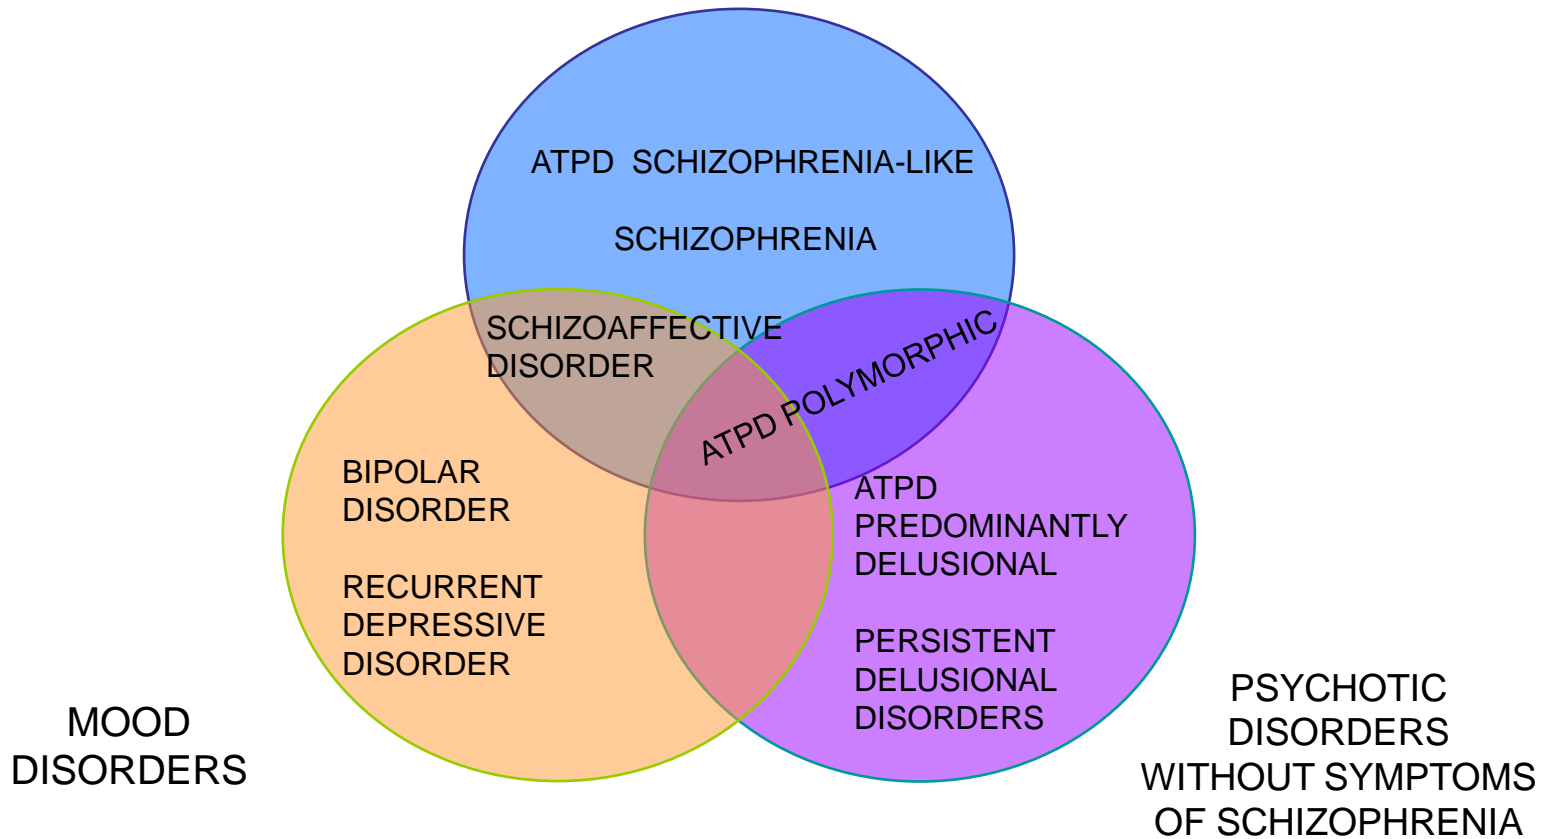 ATPD SCHIZOPHRENIA-LIKE
SCHIZOPHRENIA
SCHIZOAFFECTIVE
DISORDER
ATPD POLYMORPHIC
BIPOLAR
DISORDER
RECURRENT
DEPRESSIVE
DISORDER
ATPD
PREDOMINANTLY
DELUSIONAL
PERSISTENT
DELUSIONAL
DISORDERS
MOOD
DISORDERS
PSYCHOTIC
DISORDERS
WITHOUT SYMPTOMS
OF SCHIZOPHRENIA